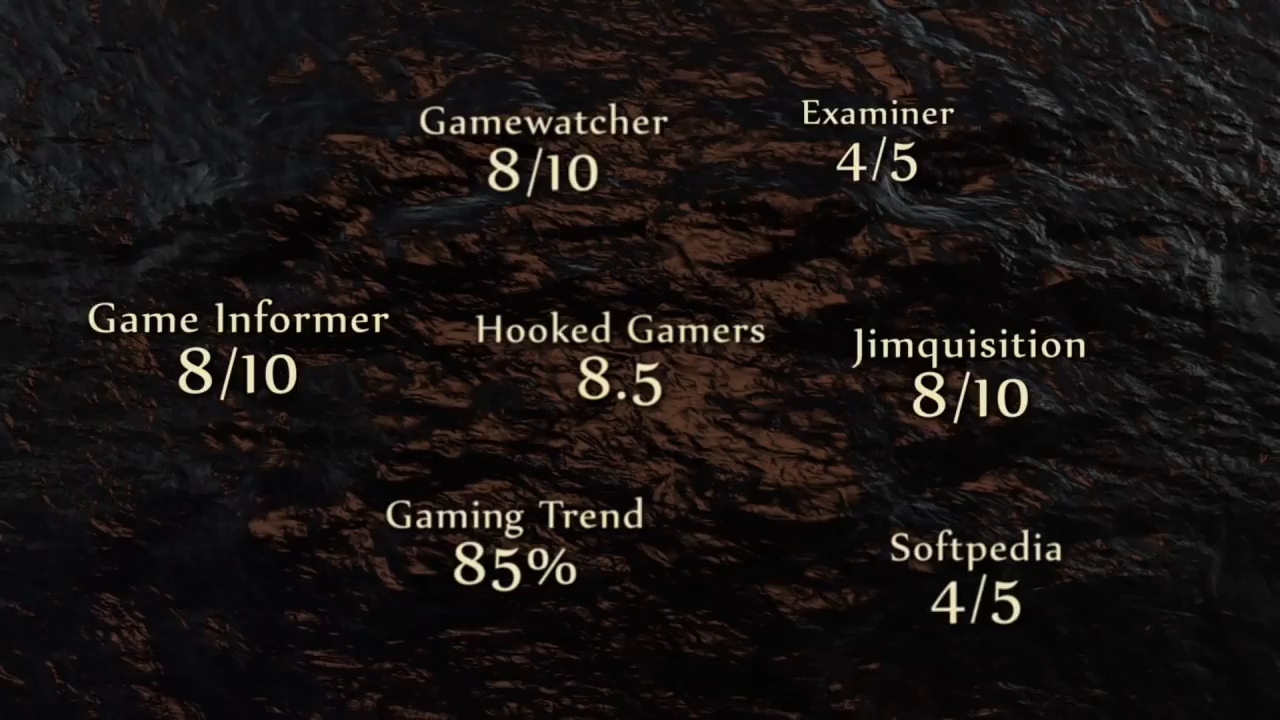 Gamewatcher
8/10
Examiner
4/5
Game Informer
8/10
Hooked Gamers
8.5
Jimquisition
8/10
Gaming Trend
85%
Softpedia
4/5